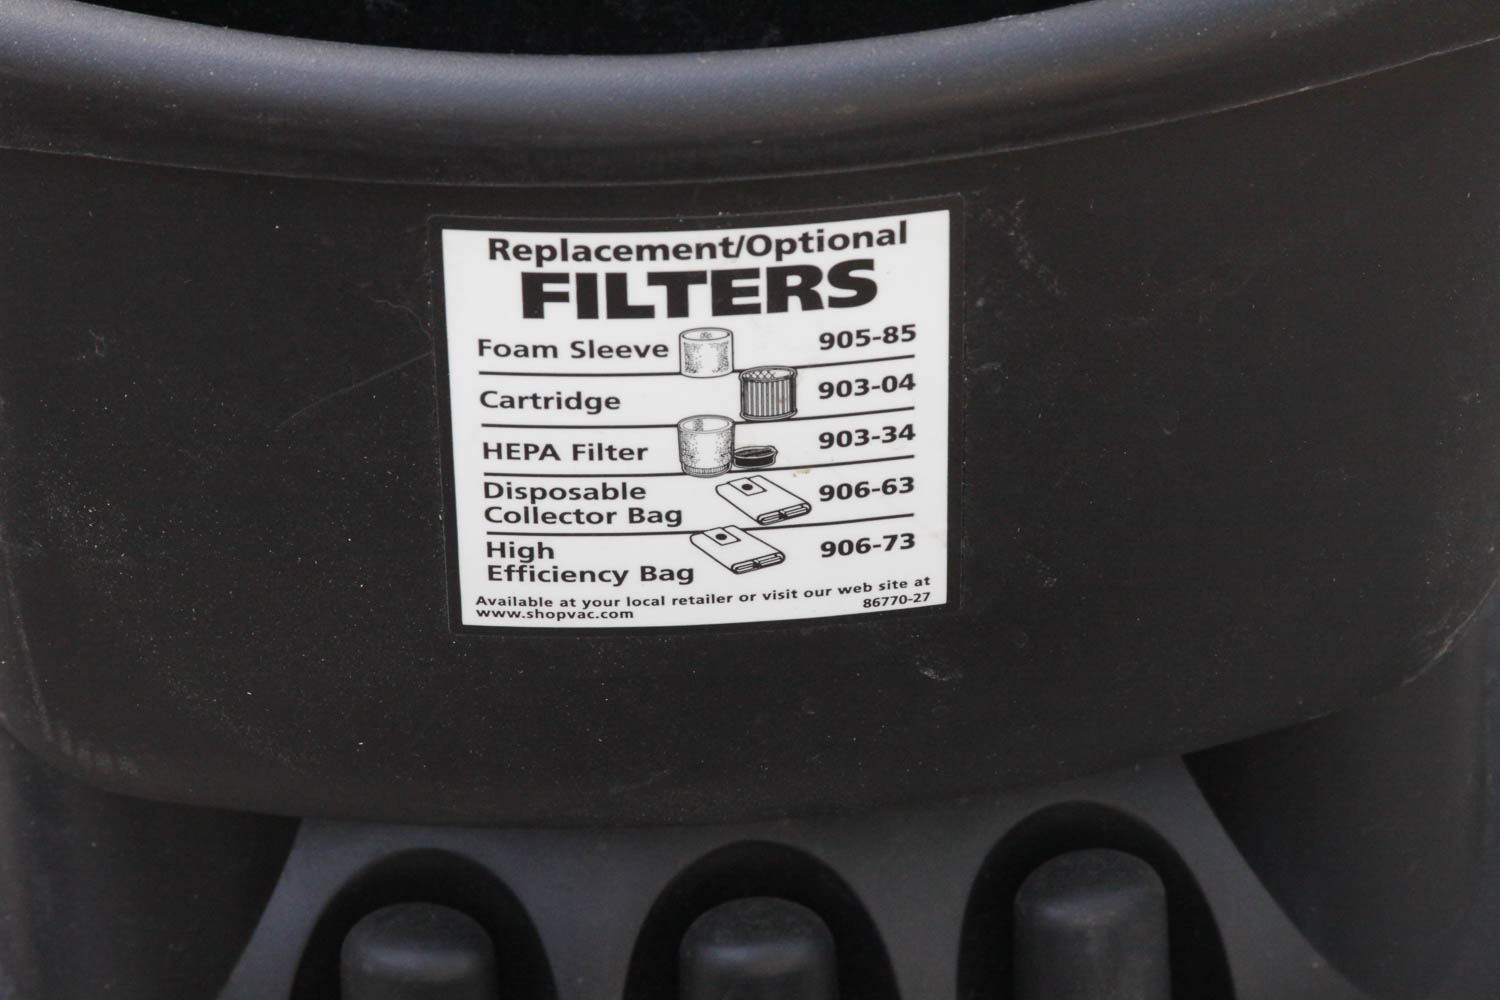 Replacement/Optional
FILTERS
Foam Sleeve 905-85
Cartridge 903-04
HEPA Filter 903-34
Disposable
Collector Bag 906-63
High
Efficiency Bag 906-73
Available at your local retailer or visit our web site at
www.shopvac.com 86770-27